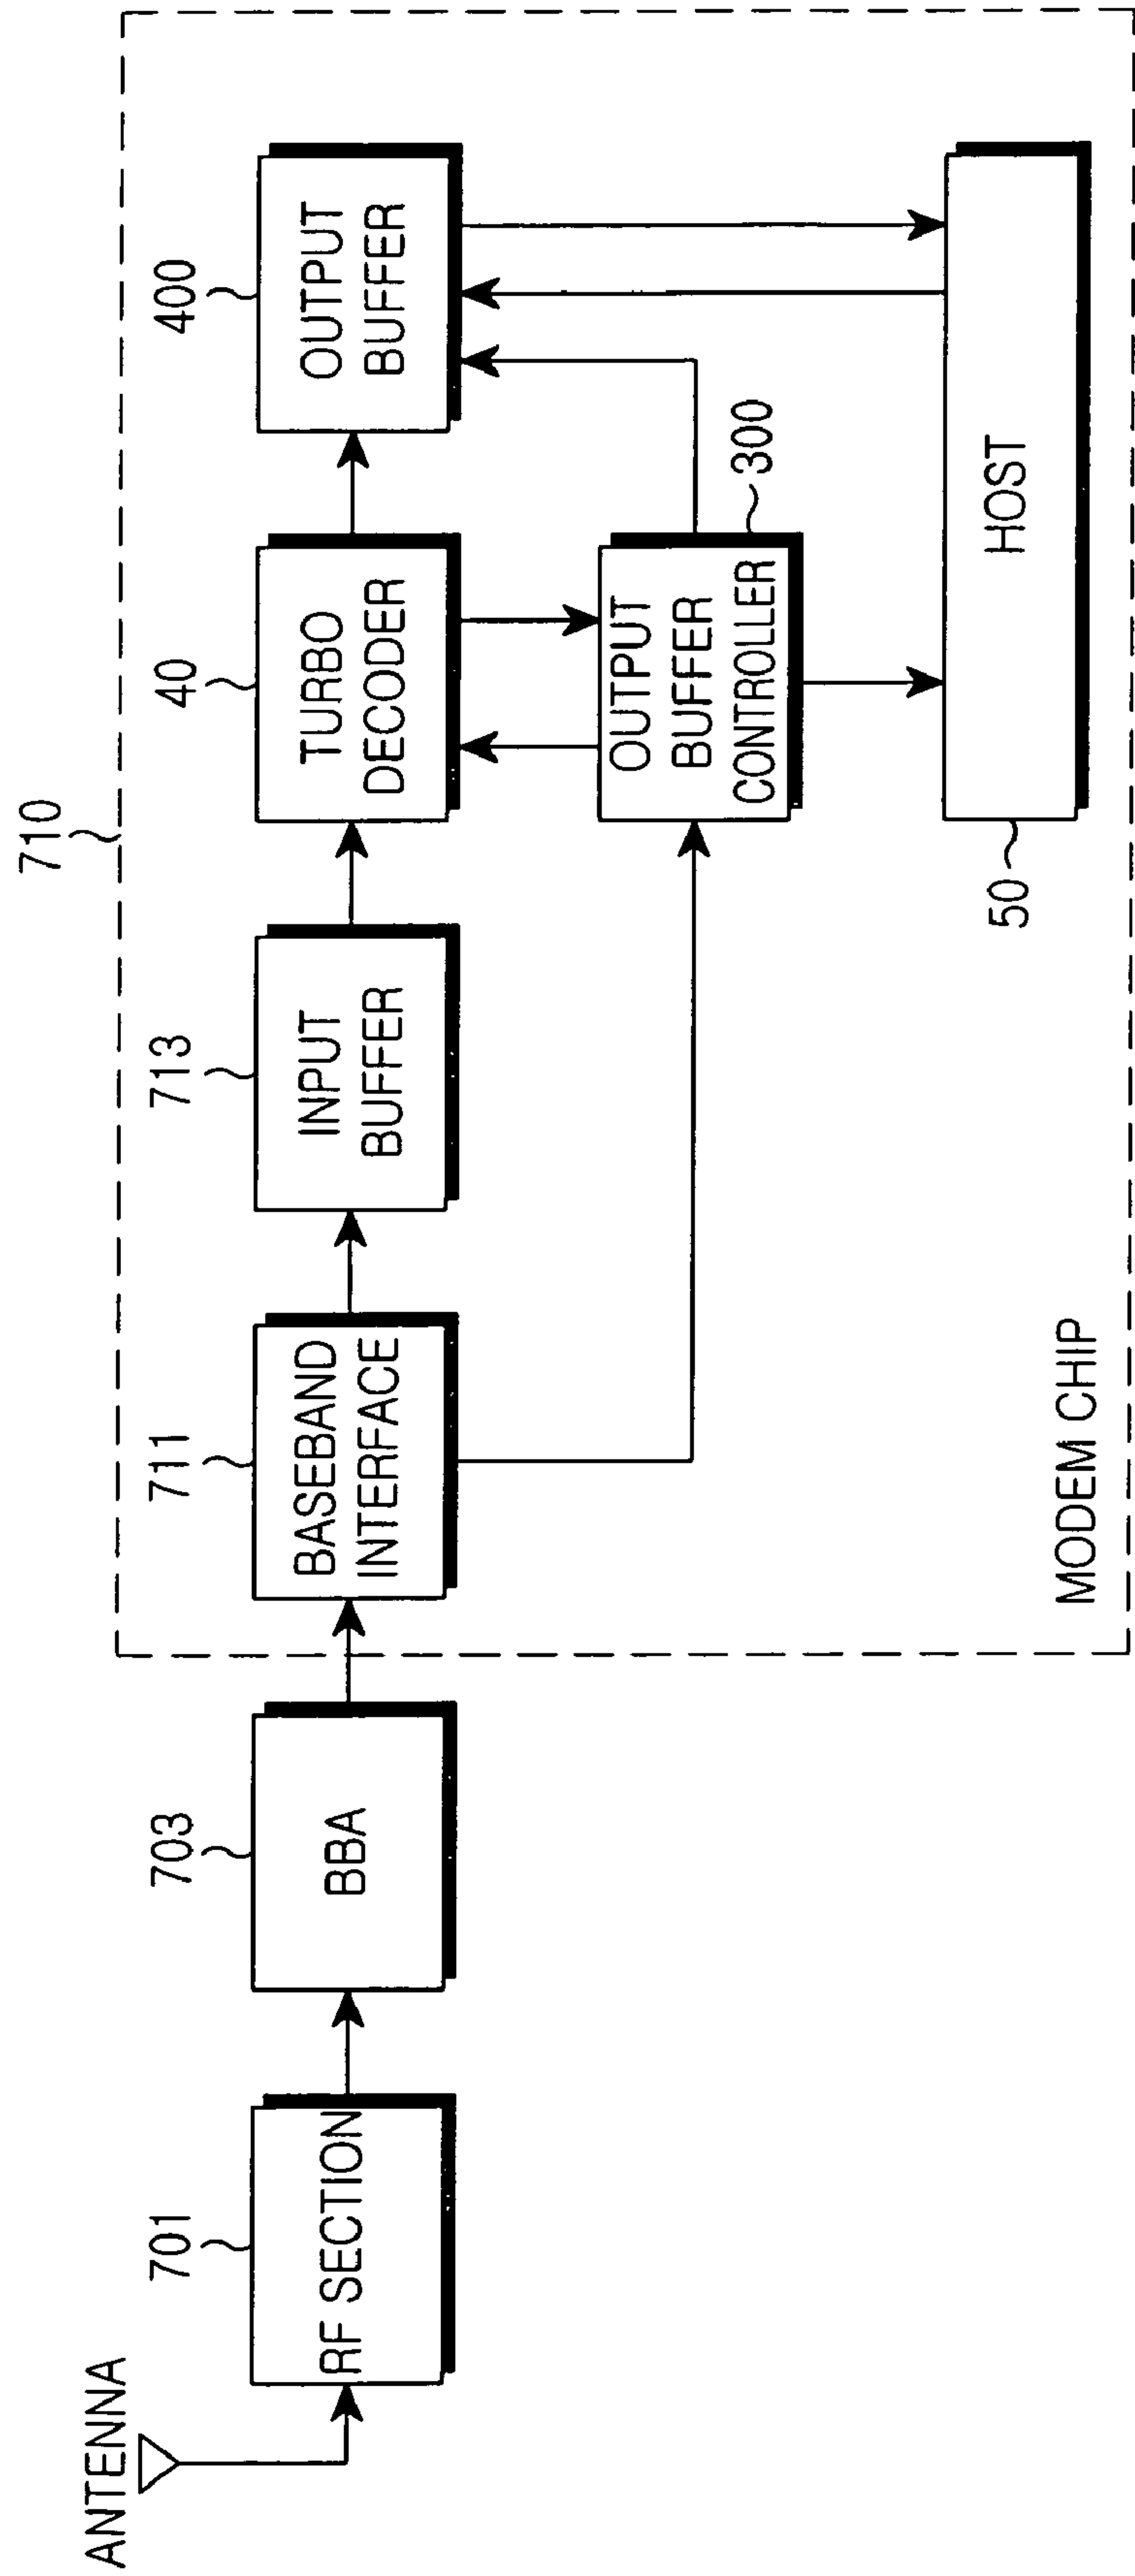 710
ANTENNA
701
RF SECTION
703
BBA
711
BASEBAND
INTERFACE
713
INPUT
BUFFER
40
TURBO
DECODER
400
OUTPUT
BUFFER
OUTPUT
BUFFER
CONTROLLER
300
50
HOST
MODEM CHIP